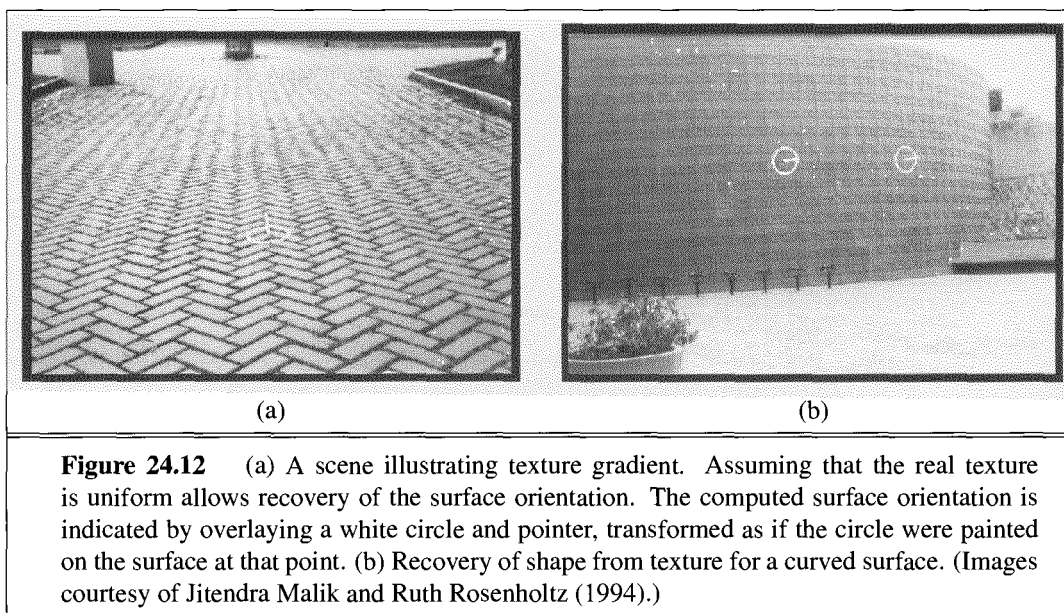 (a) (b)
Figure 24.12 (a) A scene illustrating texture gradient. Assuming that the real texture
is uniform allows recovery of the surface orientation. The computed surface orientation is
indicated by overlaying a white circle and pointer, transformed as if the circle were painted
on the surface at that point. (b) Recovery of shape from texture for a curved surface. (Images
courtesy of Jitendra Malik and Ruth Rosenholtz (1994).)